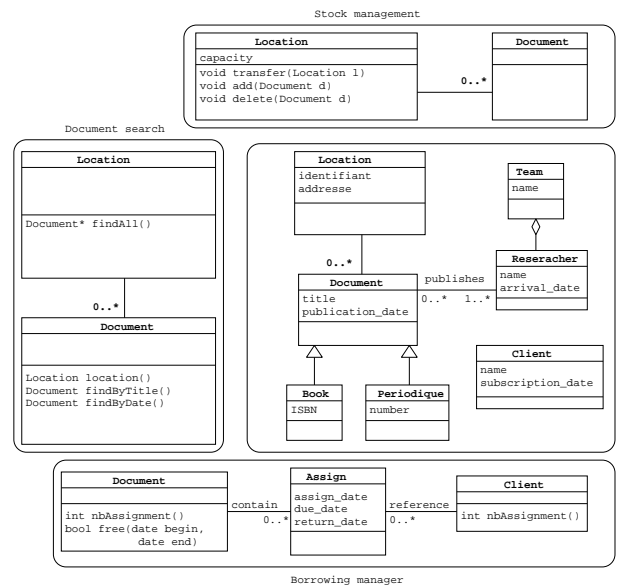 Stock management
Location
capacity
void transfer(Location l)
void add(Document d)
void delete(Document d)
0..*
Document
Document search
Location
Document* findAll()
0..*
Document
Location location()
Document findByTitle()
Document findByDate()
Location
identifiant
addresse
0..*
Document
title
publication_date
publishes
0..* 1..*
Team
name
Reseracher
name
arrival_date
Book
ISBN
Periodique
number
Client
name
subscription_date
Document
int nbAssignment()
bool free(date begin,
date end)
contain
0..*
Assign
assign_date
due_date
return_date
reference
0..*
Client
int nbAssignment()
Borrowing manager